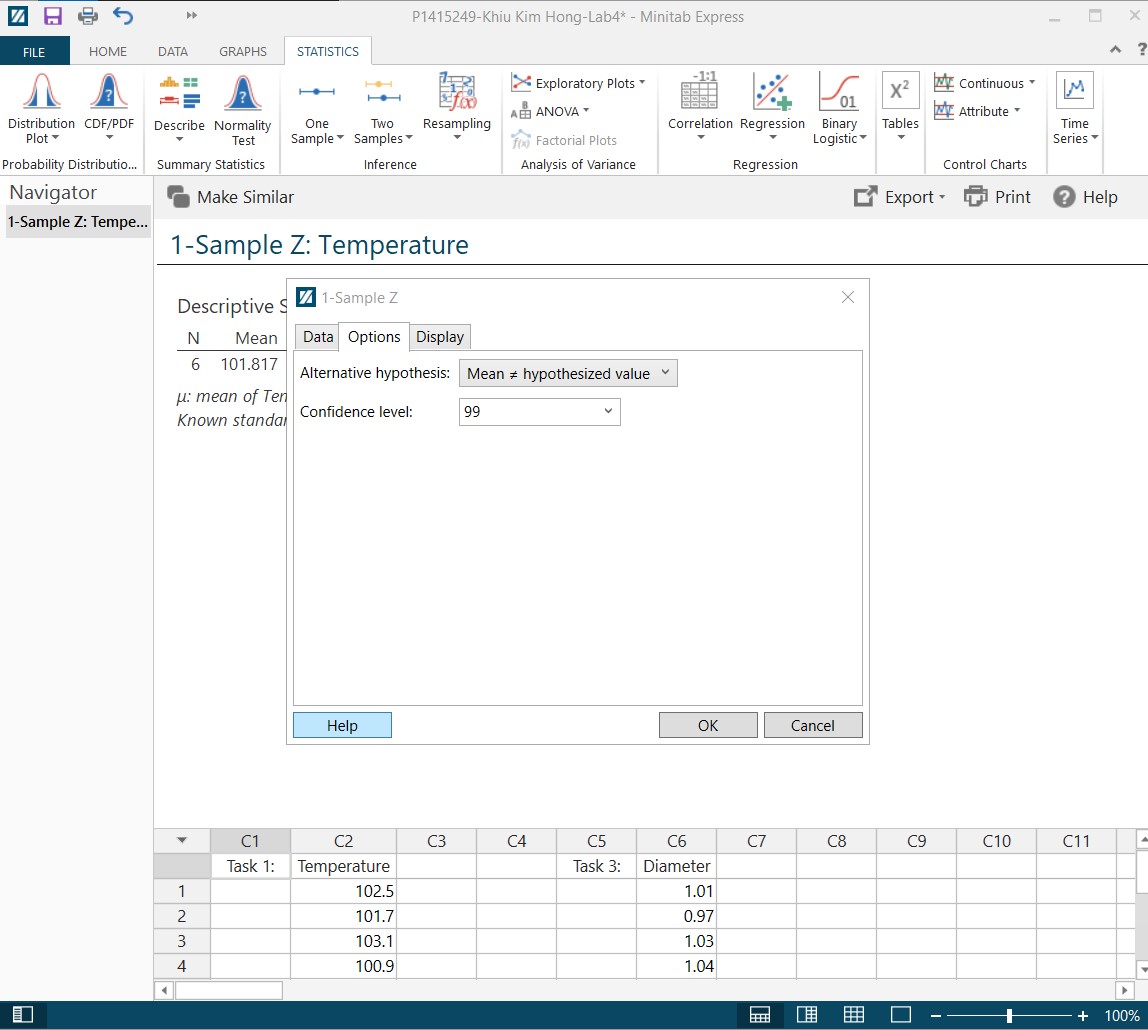 P1415249-Khiu Kim Hong-Lab4* - Minitab Express
FILE HOME DATA GRAPHS STATISTICS ?
Distribution Plot
CDF/PDF
Probability Distributio...
Describe
Normality Test
Summary Statistics
One Sample
Two Samples
Resampling
Inference
Exploratory Plots
ANOVA
Factorial Plots
Analysis of Variance
Correlation
Regression
Binary Logistic
Regression
X² Tables
Continuous
Attribute
Control Charts
Time Series
Navigator
1-Sample Z: Tempe...
Make Similar Export Print Help
1-Sample Z: Temperature
Descriptive S
N Mean
6 101.817
μ: mean of Ten
Known standar
1-Sample Z
Data Options Display
Alternative hypothesis: Mean ≠ hypothesized value
Confidence level: 99
Help OK Cancel
C1 C2 C3 C4 C5 C6 C7 C8 C9 C10 C11
Task 1: Temperature Task 3: Diameter
1 102.5 1.01
2 101.7 0.97
3 103.1 1.03
4 100.9 1.04
100%